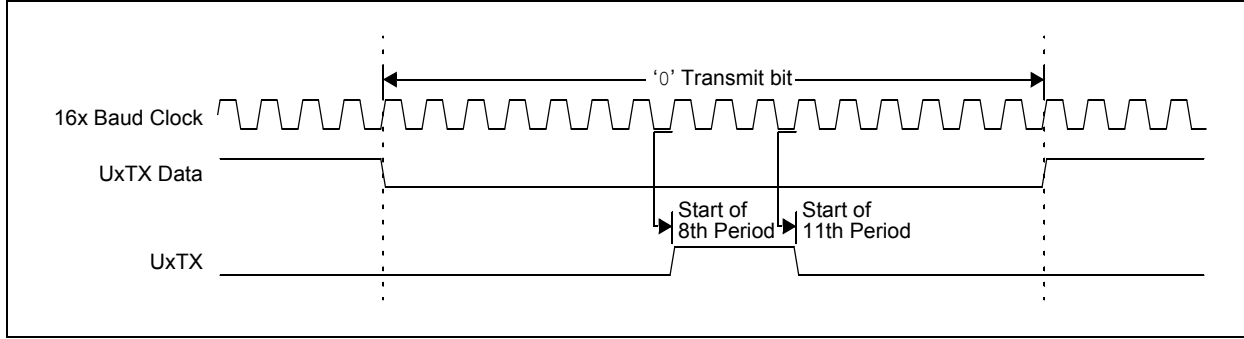 ‘0’ Transmit bit
16x Baud Clock
UxTX Data
Start of
8th Period
Start of
11th Period
UxTX